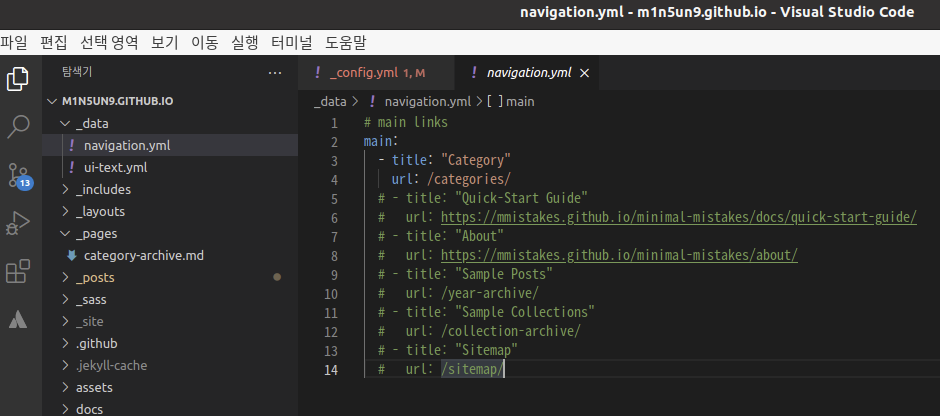 navigation.yml - m1n5un9.github.io - Visual Studio Code
파일 편집 선택 영역 보기 이동 실행 터미널 도움말
탐색기 ...
! _config.yml 1, M
! navigation.yml ×
M1N5UN9.GITHUB.IO
_data
! navigation.yml
! ui-text.yml
_includes
_layouts
_pages
category-archive.md
_posts
_sass
_site
.github
.jekyll-cache
assets
docs
13
_data > ! navigation.yml > [ ] main
1 # main links
2 main:
3   - title: "Category"
4     url: /categories/
5   # - title: "Quick-Start Guide"
6   #   url: https://mmistakes.github.io/minimal-mistakes/docs/quick-start-guide/
7   # - title: "About"
8   #   url: https://mmistakes.github.io/minimal-mistakes/about/
9   # - title: "Sample Posts"
10   #   url: /year-archive/
11   # - title: "Sample Collections"
12   #   url: /collection-archive/
13   # - title: "Sitemap"
14   #   url: /sitemap/